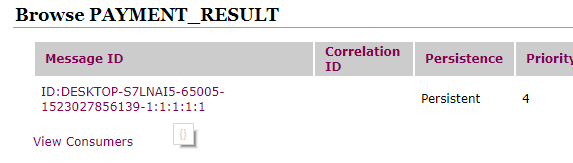 Browse PAYMENT_RESULT
Message ID Correlation ID Persistence Priority
ID:DESKTOP-S7LNAI5-65005-
1523027856139-1:1:1:1:1 Persistent 4
View Consumers {}